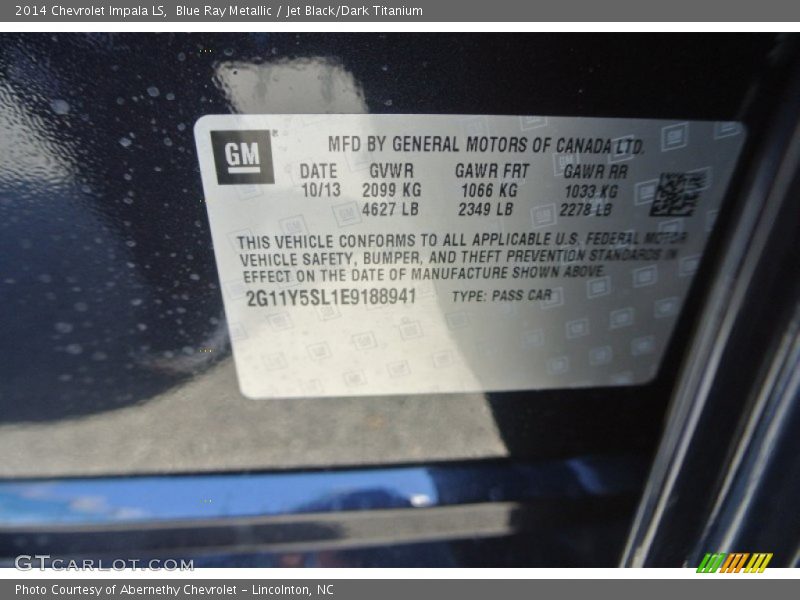 2014 Chevrolet Impala LS, Blue Ray Metallic / Jet Black/Dark Titanium
GM
MFD BY GENERAL MOTORS OF CANADA LTD.
DATE GVWR GAWR FRT GAWR RR
10/13 2099 KG 1066 KG 1033 KG
4627 LB 2349 LB 2278 LB
THIS VEHICLE CONFORMS TO ALL APPLICABLE U.S. FEDERAL MOTOR
VEHICLE SAFETY, BUMPER, AND THEFT PREVENTION STANDARDS IN
EFFECT ON THE DATE OF MANUFACTURE SHOWN ABOVE.
2G11Y5SL1E9188941 TYPE: PASS CAR
GTCARLOT.COM
Photo Courtesy of Abernethy Chevrolet - Lincolnton, NC